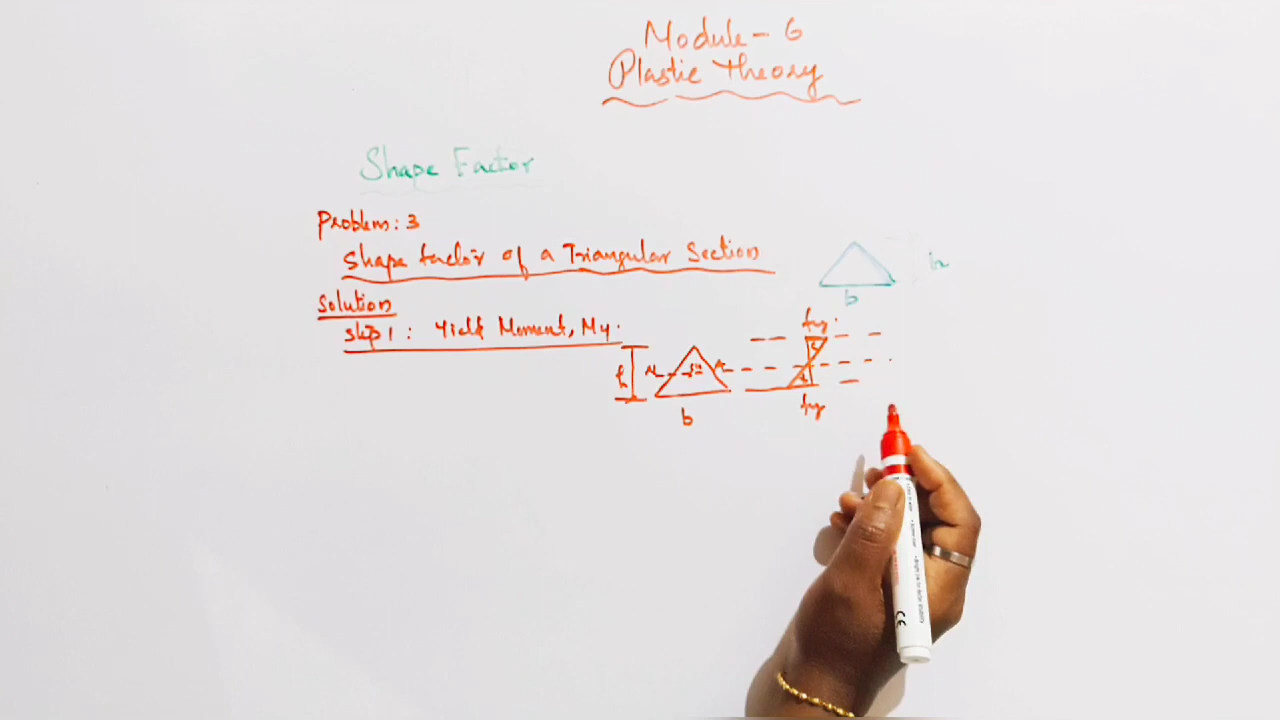 Module - 6
Plastic Theory
Shape Factor
Problem: 3
Shape factor of a Triangular Section
h
b
Solution
Step 1 : Yield Moment, My.
fy
h
b
fy